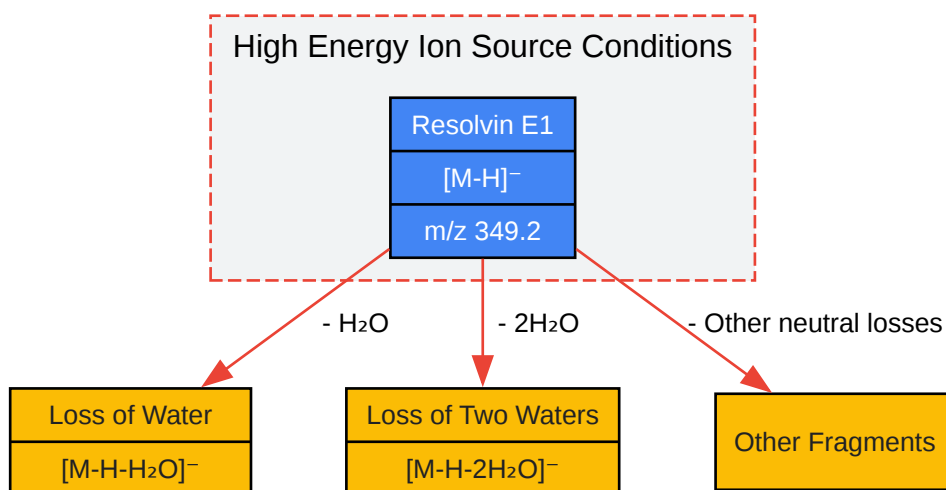 High Energy Ion Source Conditions
Resolvin E1
[M-H]⁻
m/z 349.2
- H₂O
- 2H₂O
- Other neutral losses
Loss of Water
[M-H-H₂O]⁻
Loss of Two Waters
[M-H-2H₂O]⁻
Other Fragments